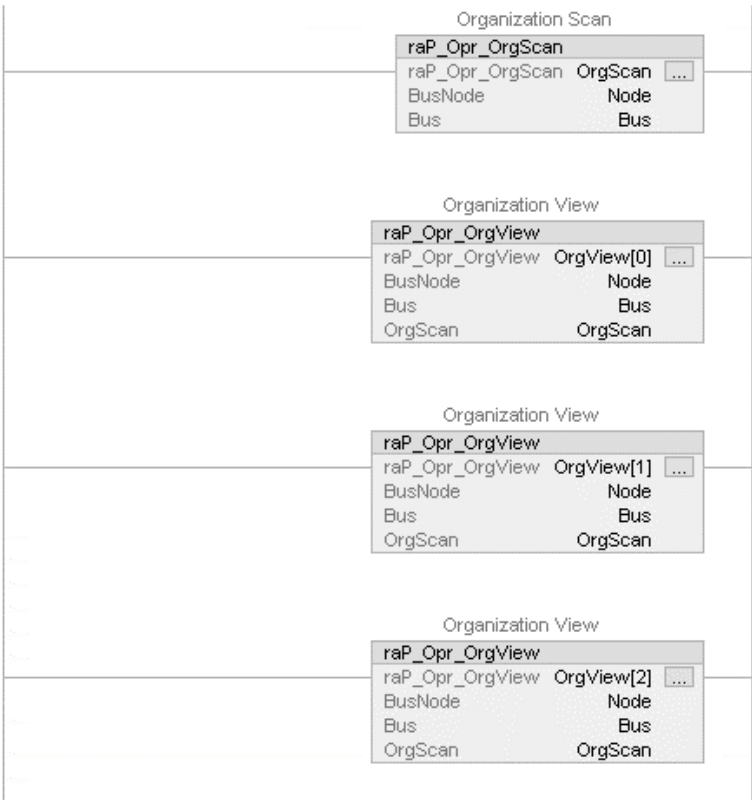 Organization Scan
raP_Opr_OrgScan
raP_Opr_OrgScan OrgScan ...
BusNode Node
Bus Bus
Organization View
raP_Opr_OrgView
raP_Opr_OrgView OrgView[0] ...
BusNode Node
Bus Bus
OrgScan OrgScan
Organization View
raP_Opr_OrgView
raP_Opr_OrgView OrgView[1] ...
BusNode Node
Bus Bus
OrgScan OrgScan
Organization View
raP_Opr_OrgView
raP_Opr_OrgView OrgView[2] ...
BusNode Node
Bus Bus
OrgScan OrgScan